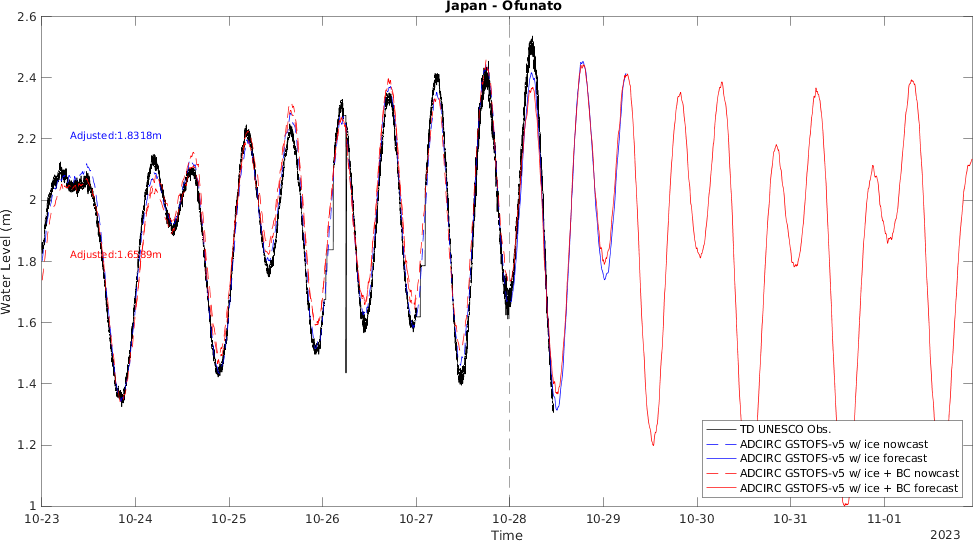 Japan - Ofunato
2.6
2.4
2.2
2
1.8
1.6
1.4
1.2
1
Water Level (m)
Adjusted:1.8318m
Adjusted:1.6589m
TD UNESCO Obs.
ADCIRC GSTOFS-v5 w/ ice nowcast
ADCIRC GSTOFS-v5 w/ ice forecast
ADCIRC GSTOFS-v5 w/ ice + BC nowcast
ADCIRC GSTOFS-v5 w/ ice + BC forecast
10-23 10-24 10-25 10-26 10-27 10-28 10-29 10-30 10-31 11-01
Time
2023